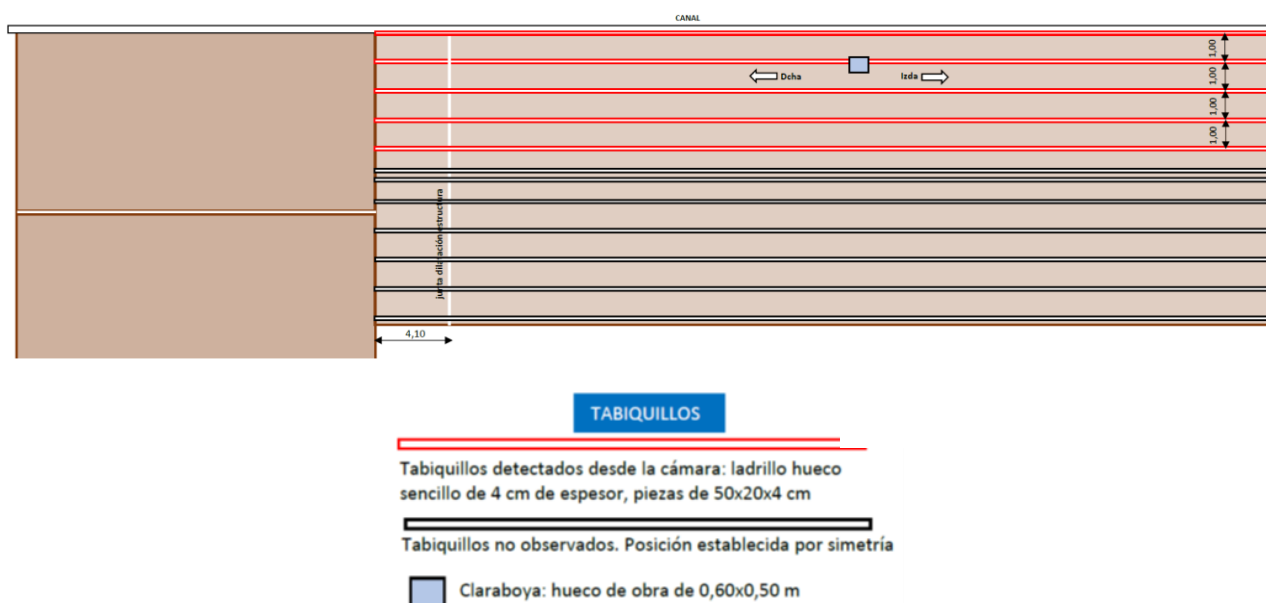 CANAL
1,00
Dcha
Izda
1,00
1,00
1,00
junta dilatación estructura
4,10
TABIQUILLOS
Tabiquillos detectados desde la cámara: ladrillo hueco
sencillo de 4 cm de espesor, piezas de 50x20x4 cm
Tabiquillos no observados. Posición establecida por simetría
Claraboya: hueco de obra de 0,60x0,50 m